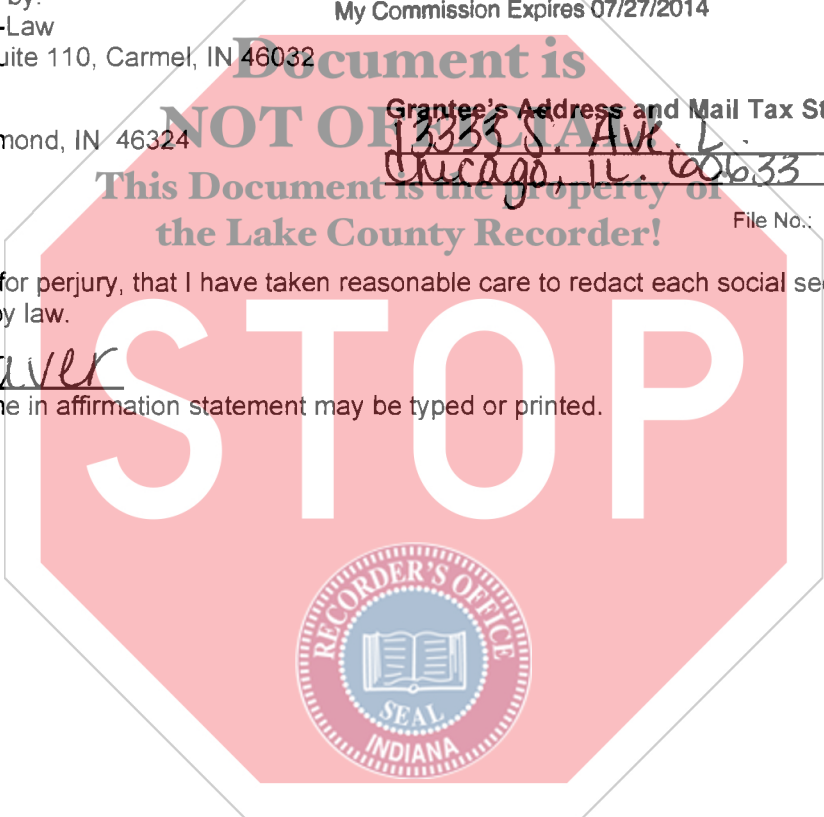 by:
My Commission Expires 07/27/2014
-Law
uite 110, Carmel, IN 46032
Document is
NOT OFFICIAL
Grantee's Address and Mail Tax St
mond, IN 46324
13333 S. Ave. L.
Chicago, IL. 60633
This Document is the property of
the Lake County Recorder!
File No.:
for perjury, that I have taken reasonable care to redact each social sec
y law.
aver
e in affirmation statement may be typed or printed.
STOP
RECORDER'S OFFICE
SEAL
INDIANA